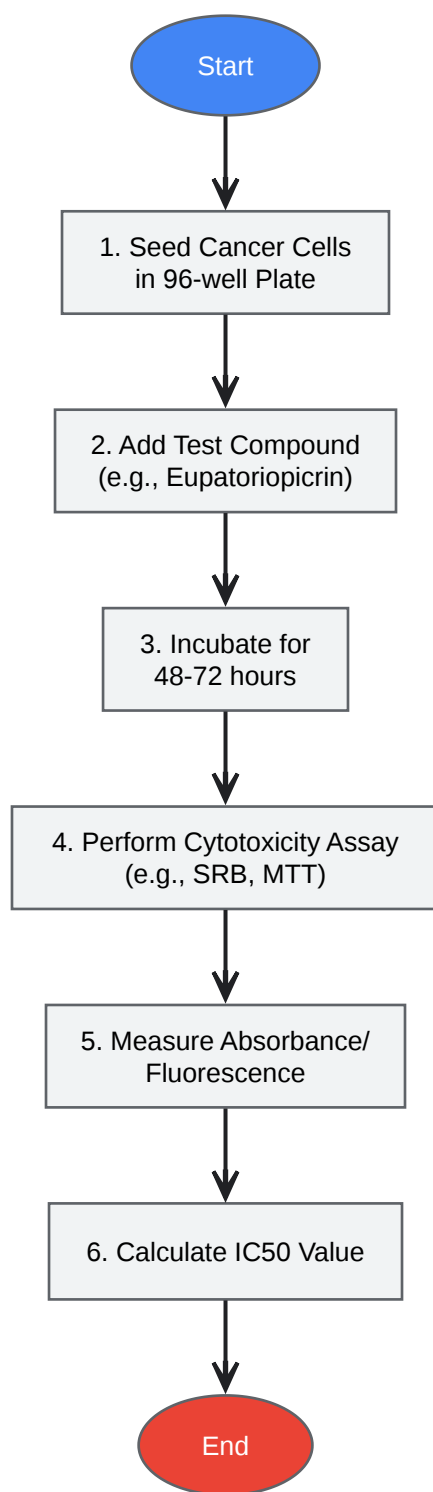 Start
1. Seed Cancer Cells
in 96-well Plate
2. Add Test Compound
(e.g., Eupatoriopicrin)
3. Incubate for
48-72 hours
4. Perform Cytotoxicity Assay
(e.g., SRB, MTT)
5. Measure Absorbance/
Fluorescence
6. Calculate IC50 Value
End